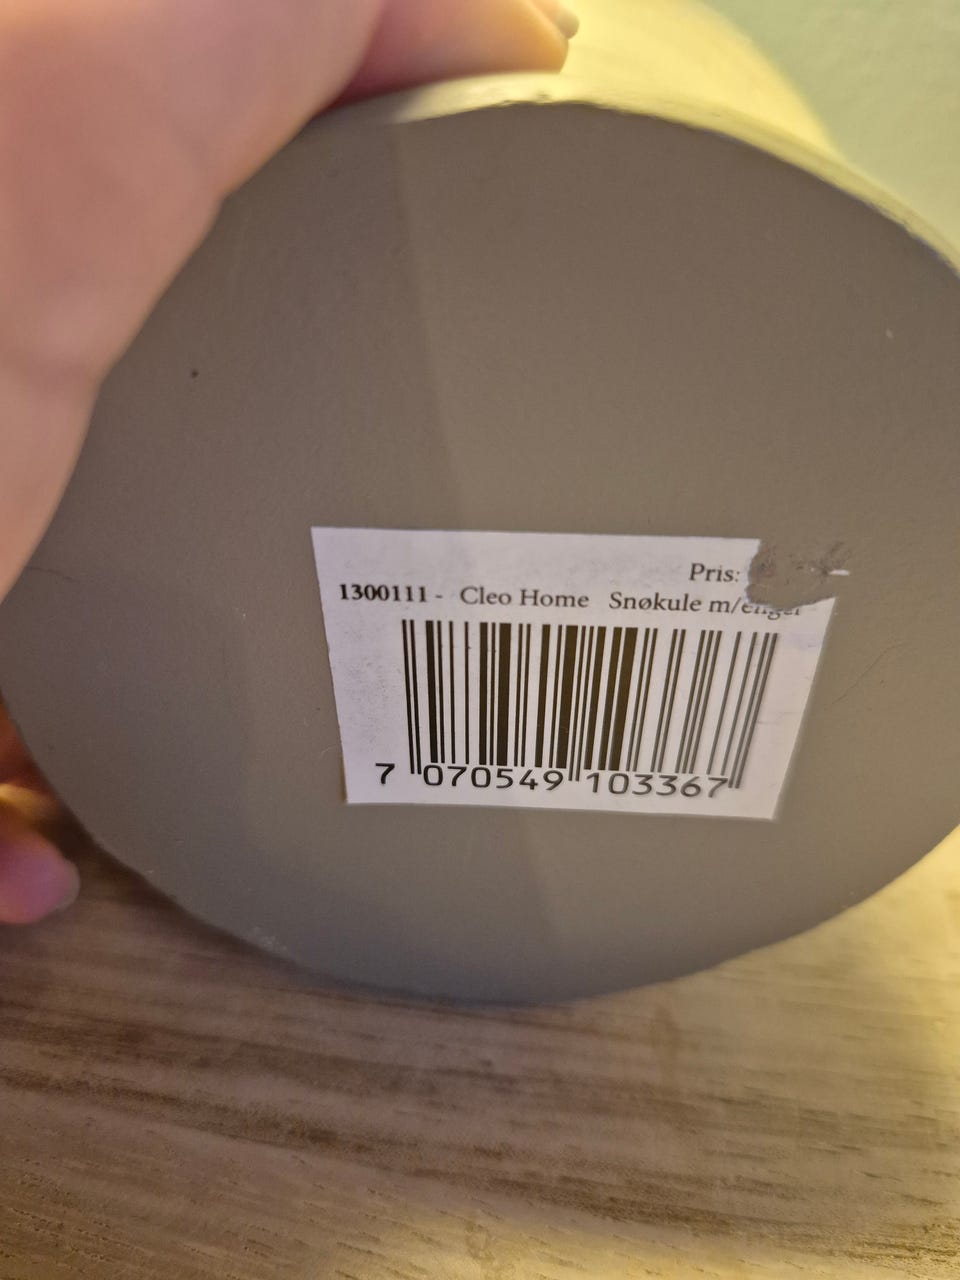 Pris:
1300111 - Cleo Home Snøkule m/engel
7 070549 103367